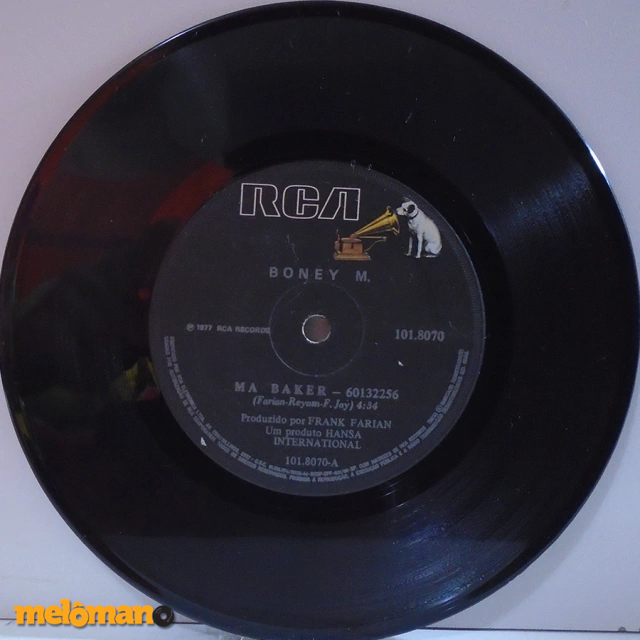 RCA
BONEY M.
℗ 1977 RCA RECORDS
101.8070
MA BAKER – 60132256
(Farian-Reyam-F. Jay) 4:34
Produzido por FRANK FARIAN
Um produto HANSA
INTERNATIONAL
101.8070-A
melómano